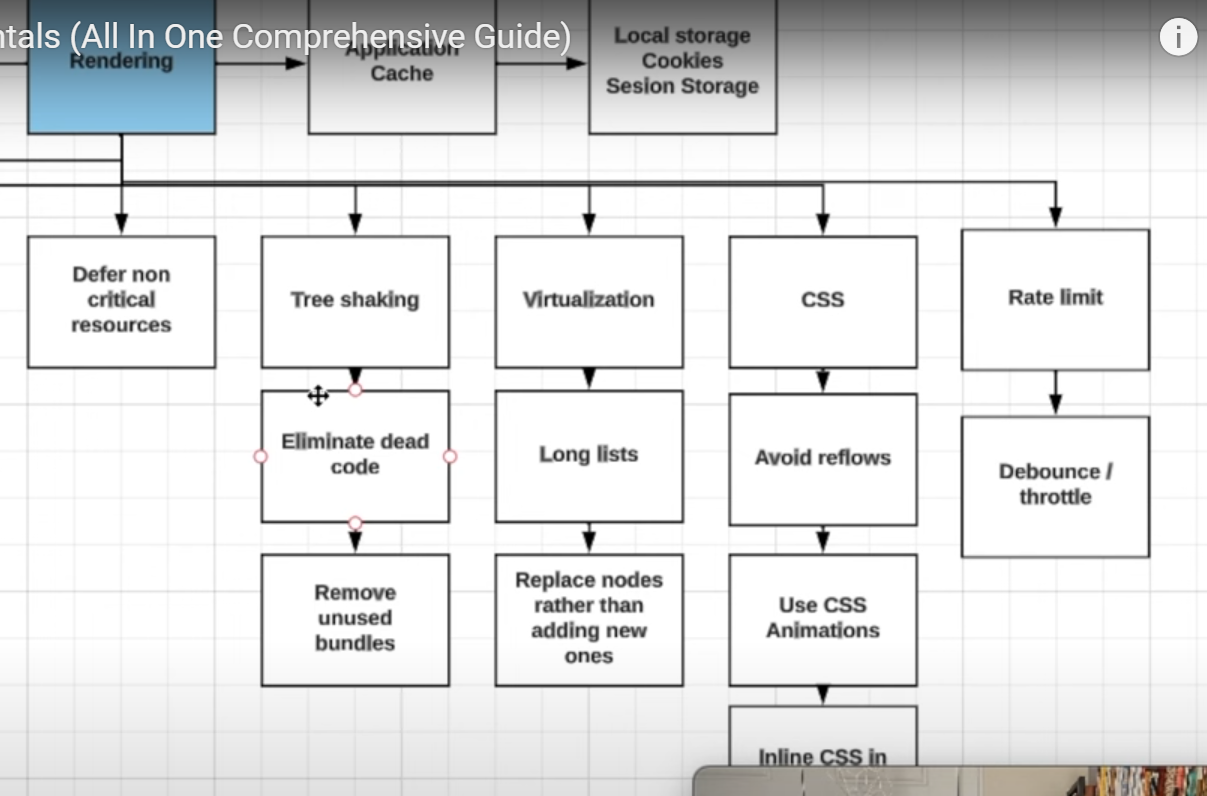 ntals (All In One Comprehensive Guide)
Rendering
Application
Cache
Local storage
Cookies
Sesion Storage
Defer non
critical
resources
Tree shaking
Virtualization
CSS
Rate limit
Eliminate dead
code
Long lists
Avoid reflows
Debounce /
throttle
Remove
unused
bundles
Replace nodes
rather than
adding new
ones
Use CSS
Animations
Inline CSS in